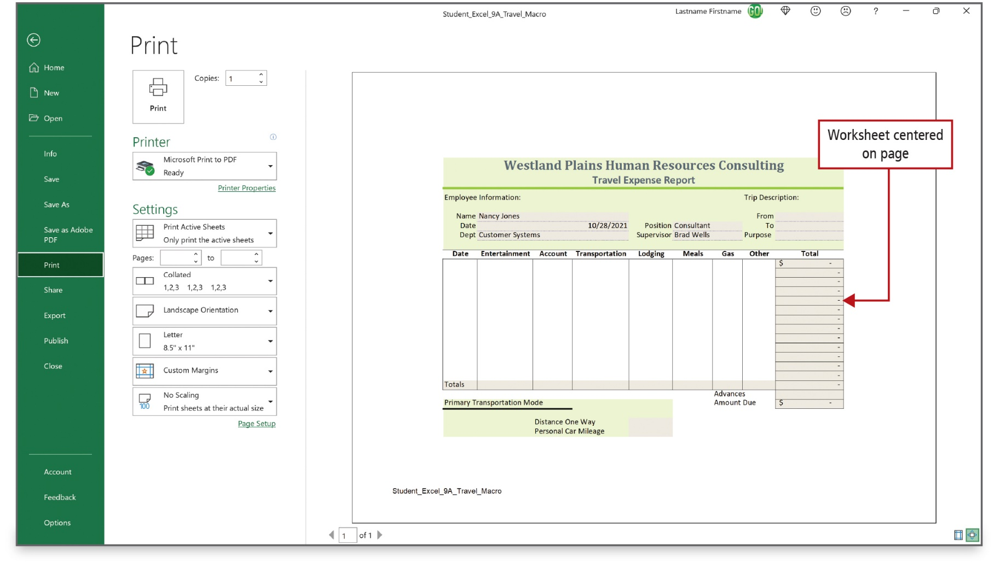 Student_Excel_9A_Travel_Macro
Lastname Firstname
GO!
?
Print
Home
New
Open
Info
Save
Save As
Save as Adobe
PDF
Print
Share
Export
Publish
Close
Account
Feedback
Options
Print
Copies: 1
Printer
Microsoft Print to PDF
Ready
Printer Properties
Settings
Print Active Sheets
Only print the active sheets
Pages: to
Collated
1,2,3 1,2,3 1,2,3
Landscape Orientation
Letter
8.5" x 11"
Custom Margins
No Scaling
100
Print sheets at their actual size
Page Setup
Worksheet centered
on page
Westland Plains Human Resources Consulting
Travel Expense Report
Employee Information: Trip Description:
Name Nancy Jones From
Date 10/28/2021 Position Consultant To
Dept Customer Systems Supervisor Brad Wells Purpose
Date Entertainment Account Transportation Lodging Meals Gas Other Total
$ -
-
-
-
-
-
-
-
-
-
-
-
-
Totals -
Advances
Primary Transportation Mode Amount Due $ -
Distance One Way
Personal Car Mileage
Student_Excel_9A_Travel_Macro
1 of 1